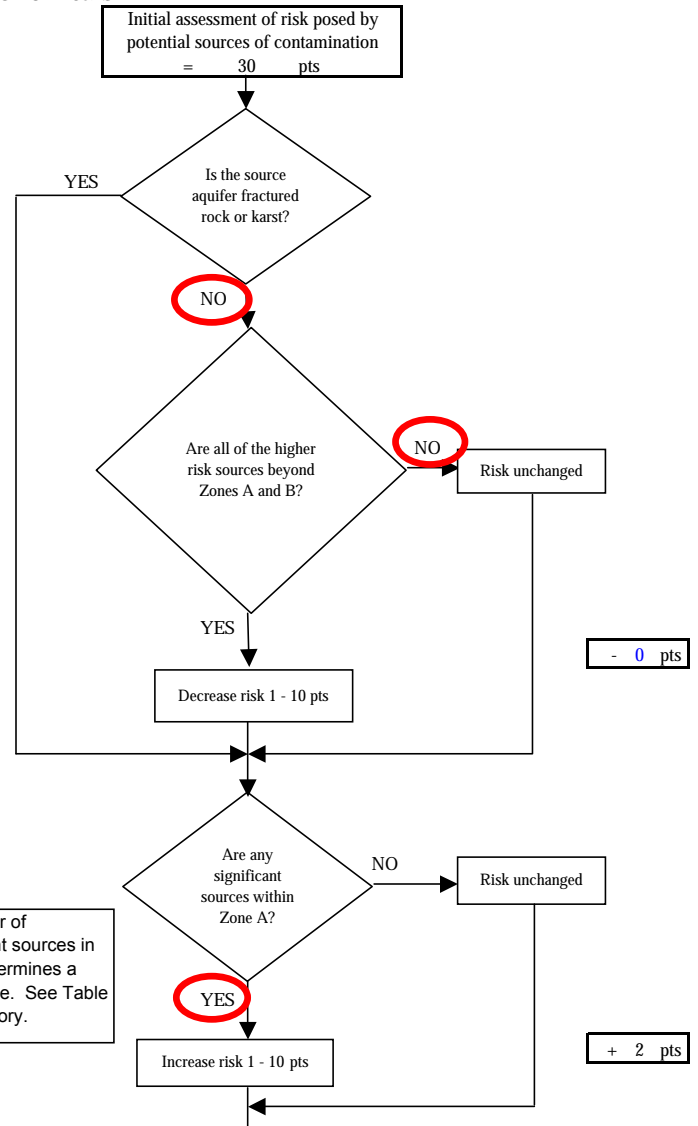 Initial assessment of risk posed by
potential sources of contamination
= 30 pts
YES
Is the source
aquifer fractured
rock or karst?
NO
Are all of the higher
risk sources beyond
Zones A and B?
NO
Risk unchanged
YES
- 0 pts
Decrease risk 1 - 10 pts
Are any
significant
sources within
Zone A?
NO
Risk unchanged
r of
nt sources in
ermines a
e. See Table
ory.
YES
Increase risk 1 - 10 pts
+ 2 pts